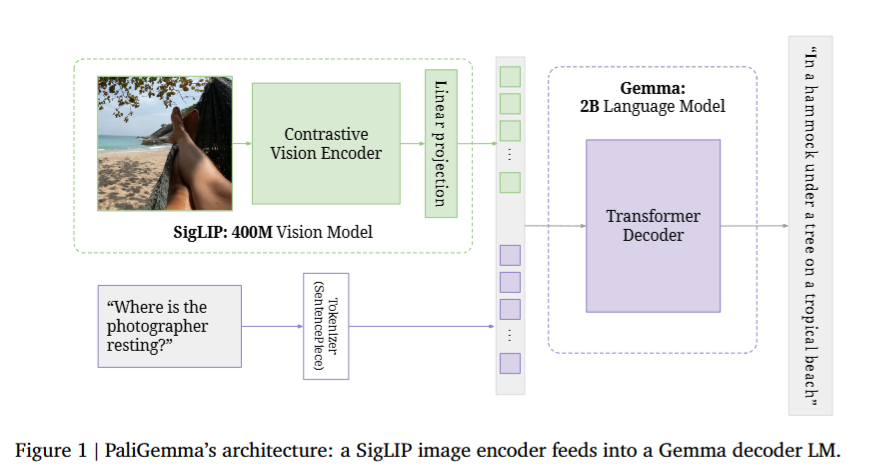 Contrastive
Vision Encoder
Linear projection
SigLIP: 400M Vision Model
“Where is the
photographer
resting?”
Tokenizer
(SentencePiece)
⋮
⋮
Gemma:
2B Language Model
Transformer
Decoder
“In a hammock under a tree on a tropical beach”
Figure 1 | PaliGemma’s architecture: a SigLIP image encoder feeds into a Gemma decoder LM.